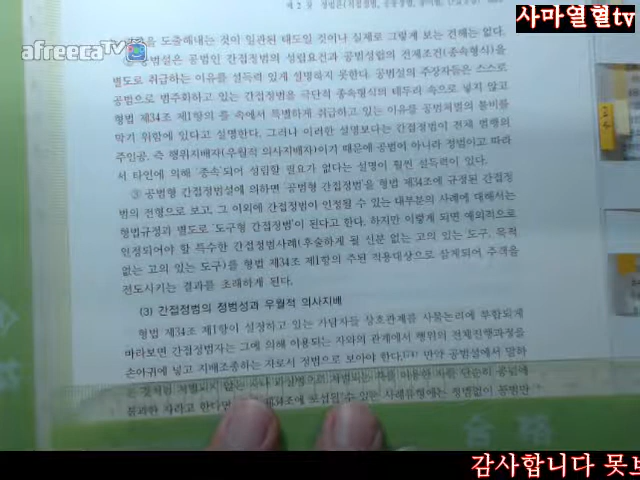 사마열혈tv
afreecaTV
을 도출해내는 것이 일관된 태도일 것이나 실제로 그렇게 보는 견해는 없다.
범설은 공범인 간접정범의 성립요건과 공범성립의 전제조건(종속형식)을
별도로 취급하는 이유를 설득력 있게 설명하지 못한다. 공범설의 주장자들은 스스로
공범으로 범주화하고 있는 간접정범을 극단적 종속형식의 테두리 속으로 넣지 않고
형법 제34조 제1항의 틀 속에서 특별하게 취급하고 있는 이유를 공범처벌의 불비를
막기 위함에 있다고 설명한다. 그러나 이러한 설명보다는 간접정범이 전체 범행의
주인공, 즉 행위지배자(우월적 의사지배자)이기 때문에 공범이 아니라 정범이고 따라
서 타인에 의해 '종속'되어 성립할 필요가 없다는 설명이 훨씬 설득력이 있다.
③ 공범형 간접정범설에 의하면 '공범형 간접정범'을 형법 제34조에 규정된 간접정
범의 전형으로 보고, 그 이외에 간접정범이 인정될 수 있는 대부분의 사례에 대해서는
형법규정과 별도로 '도구형 간접정범'이 된다고 한다. 하지만 이렇게 되면 예외적으로
인정되어야 할 특수한 간접정범사례(후술하게 될 신분 없는 고의 있는 도구, 목적
없는 고의 있는 도구)를 형법 제34조 제1항의 주된 적용대상으로 삼게되어 주객을
전도시키는 결과를 초래하게 된다.
(3) 간접정범의 정범성과 우월적 의사지배
형법 제34조 제1항이 설정하고 있는 가담자들 상호관계를 사물논리에 부합되게
바라보면 간접정범자는 그에 의해 이용되는 자와의 관계에서 행위의 전체진행과정을
손아귀에 넣고 지배조종하는 자로서 정범으로 보아야 한다. 만약 공범설에서 말하
불과한 자라고 한다면 제34조에 포섭될 수 있는 사례유형에는 정범없이 공범만
감사합니다 못